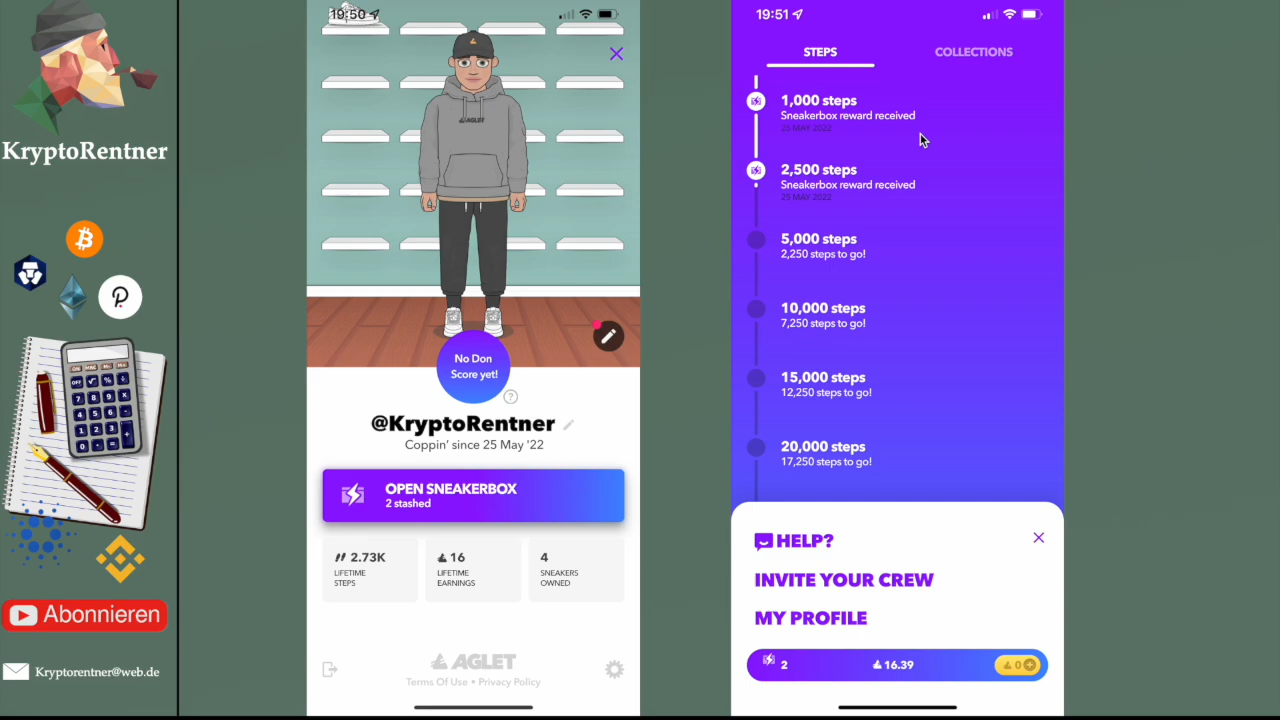 KryptoRentner
Abonnieren
Kryptorentner@web.de
19:50
AGLET
No Don
Score yet!
?
@KryptoRentner
Coppin' since 25 May '22
OPEN SNEAKERBOX
2 stashed
2.73K
LIFETIME
STEPS
16
LIFETIME
EARNINGS
4
SNEAKERS
OWNED
AGLET
Terms Of Use • Privacy Policy
19:51
STEPS
COLLECTIONS
1,000 steps
Sneakerbox reward received
25 MAY 2022
2,500 steps
Sneakerbox reward received
25 MAY 2022
5,000 steps
2,250 steps to go!
10,000 steps
7,250 steps to go!
15,000 steps
12,250 steps to go!
20,000 steps
17,250 steps to go!
HELP?
INVITE YOUR CREW
MY PROFILE
2
16.39
0